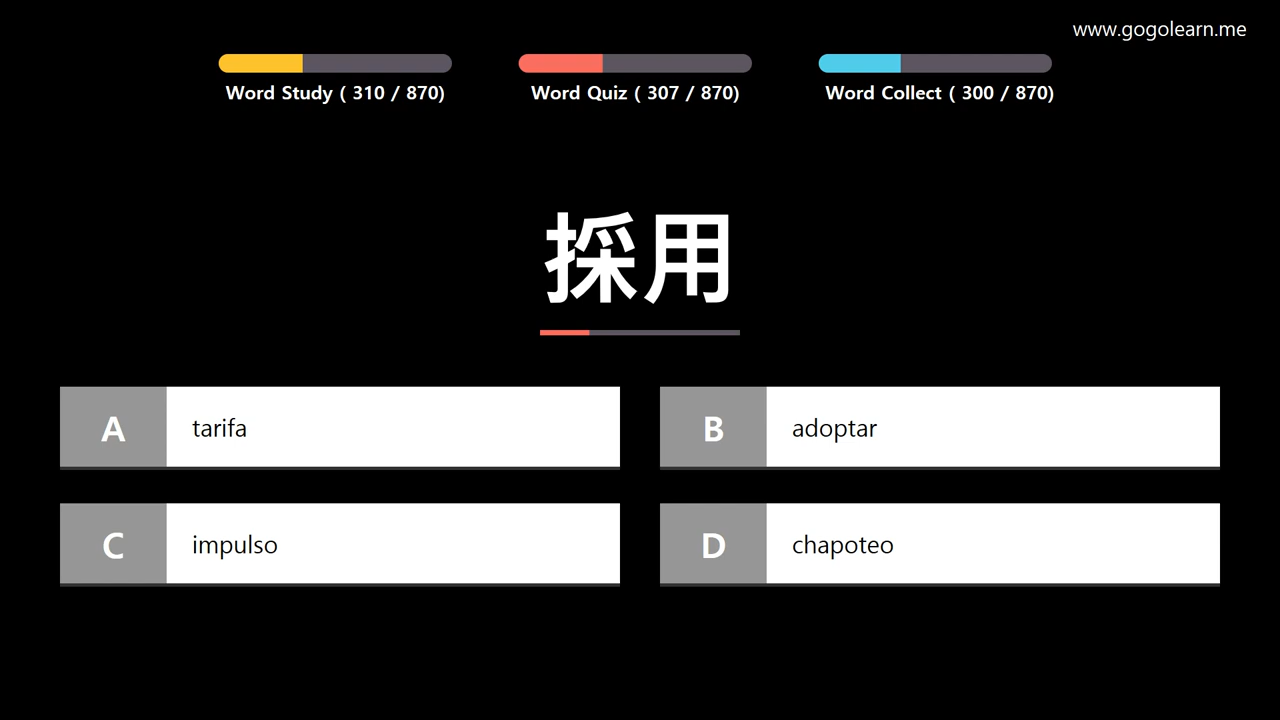 www.gogolearn.me
Word Study ( 310 / 870)
Word Quiz ( 307 / 870)
Word Collect ( 300 / 870)
採用
A tarifa
B adoptar
C impulso
D chapoteo